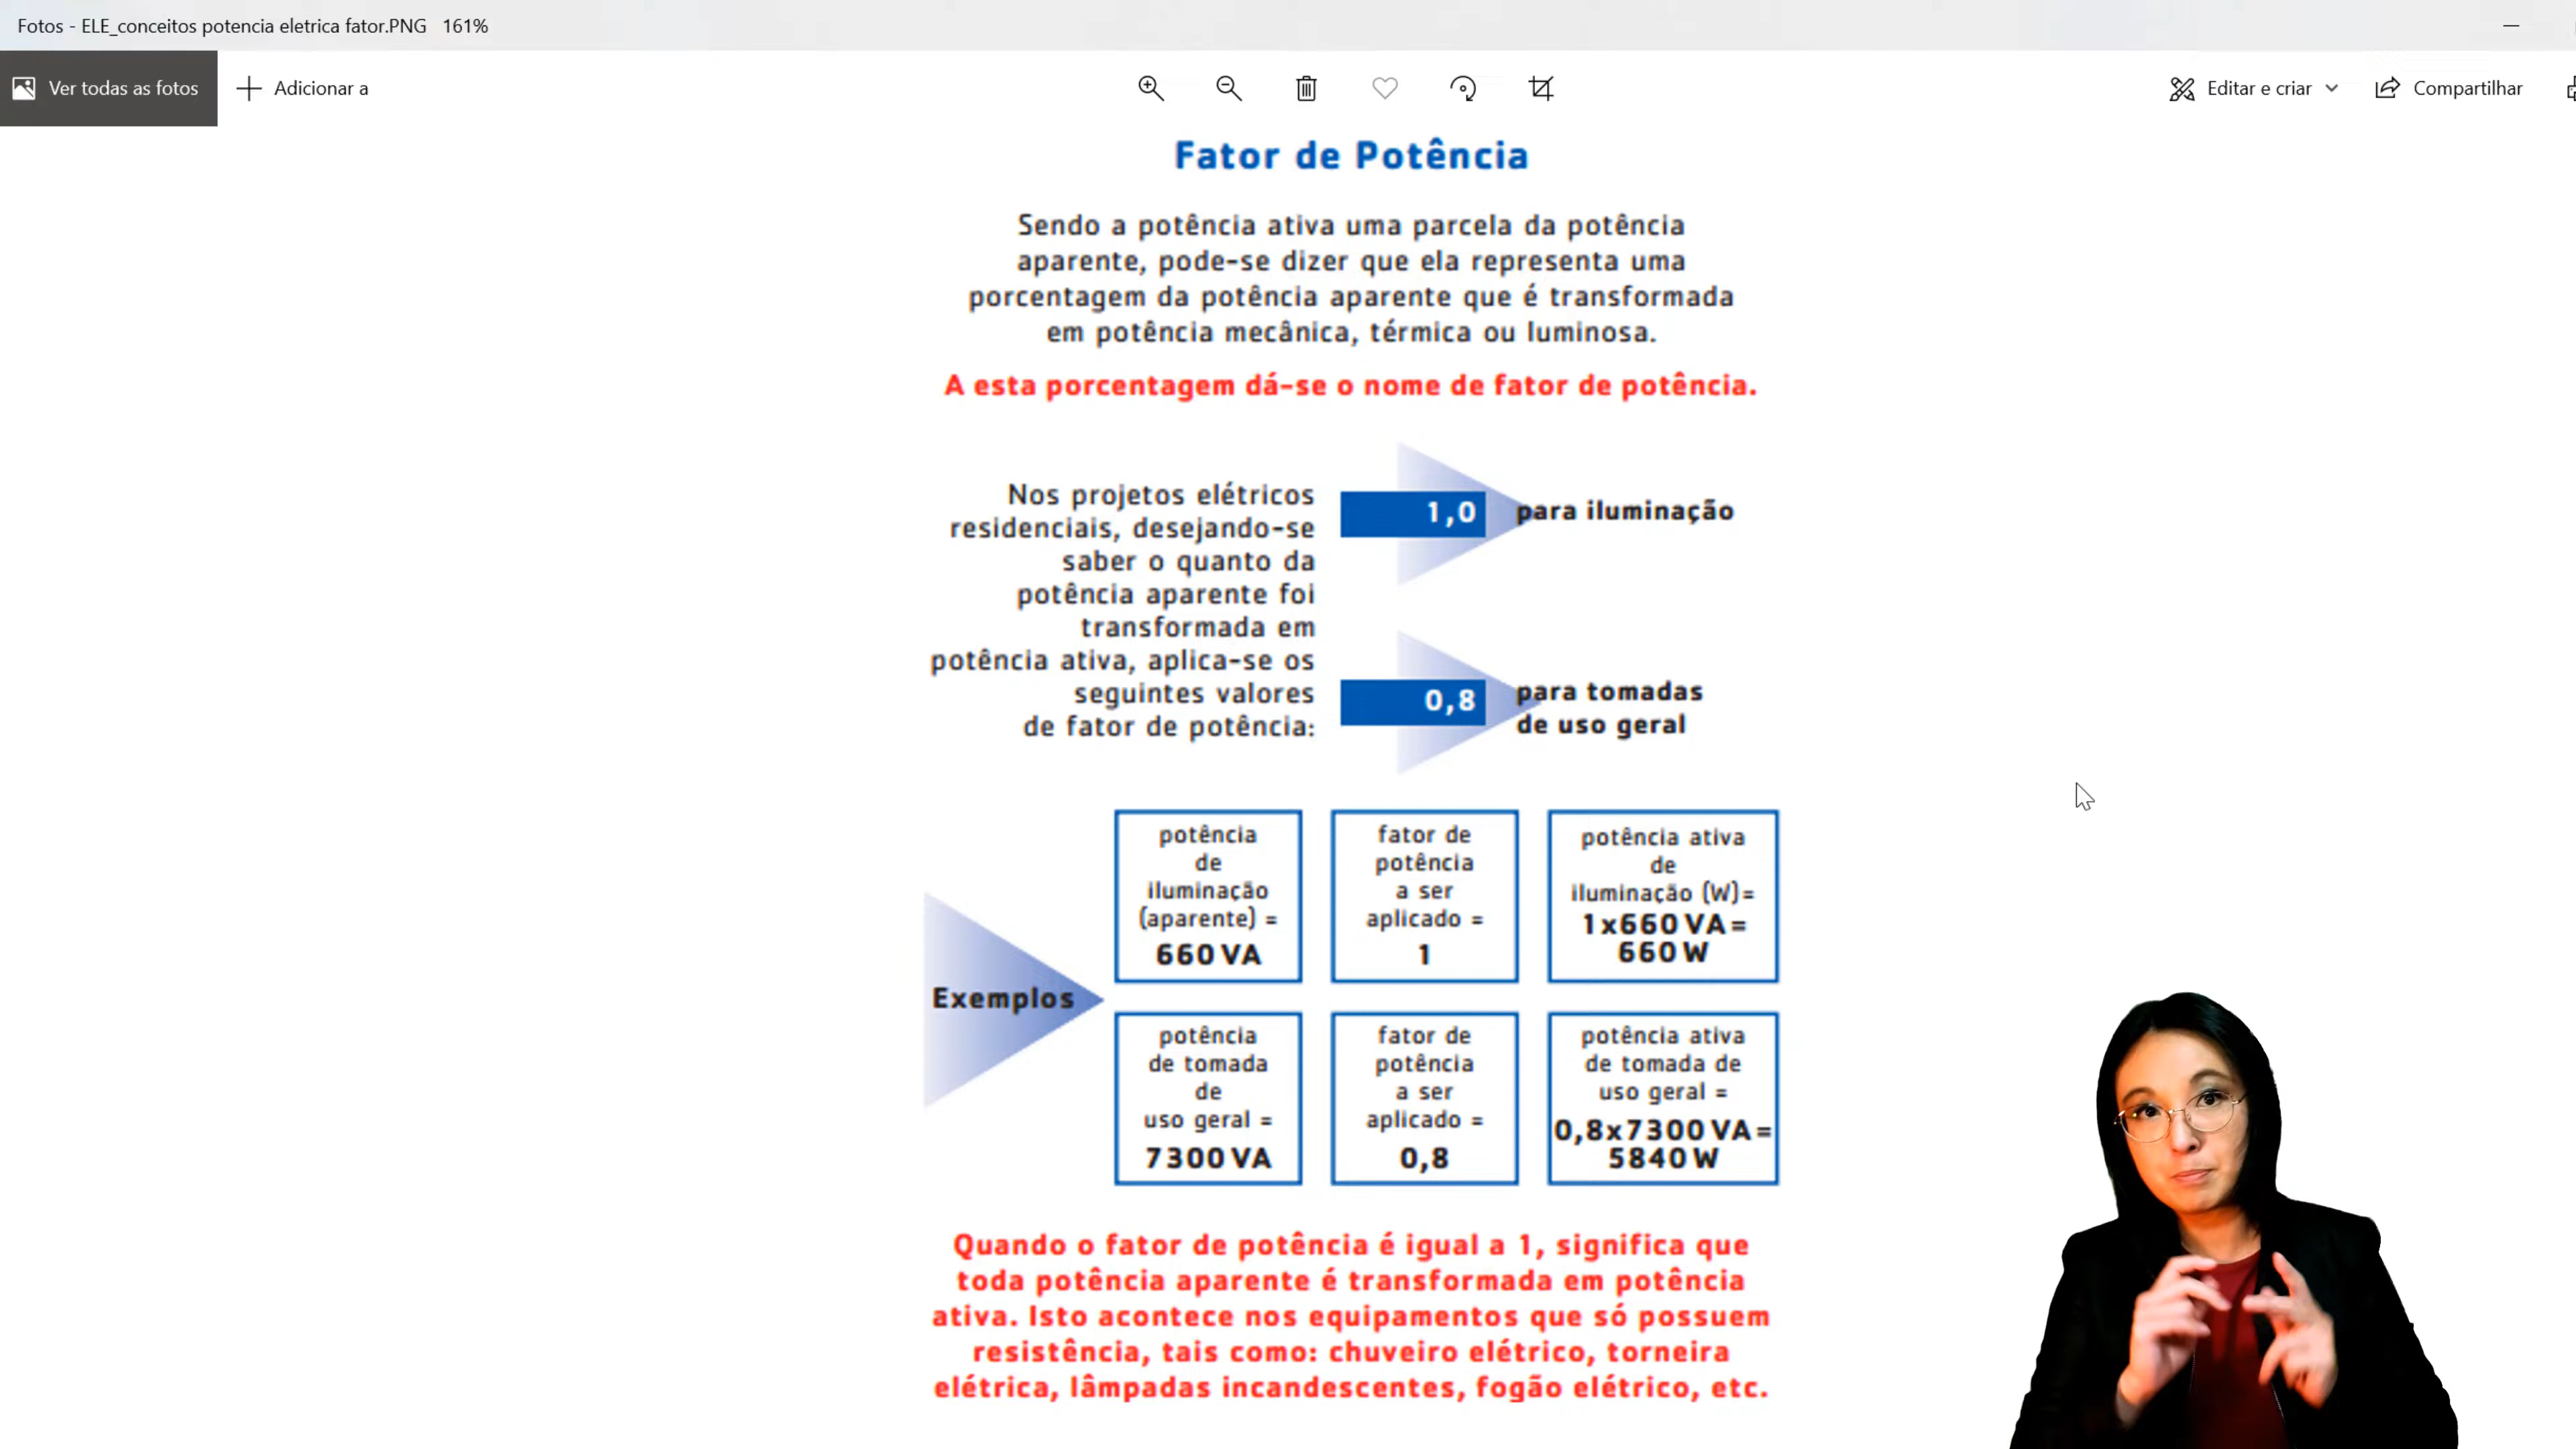 Fotos - ELE_conceitos potencia eletrica fator.PNG 161%
Ver todas as fotos
Adicionar a
Editar e criar
Compartilhar
Fator de Potência
Sendo a potência ativa uma parcela da potência
aparente, pode-se dizer que ela representa uma
porcentagem da potência aparente que é transformada
em potência mecânica, térmica ou luminosa.
A esta porcentagem dá-se o nome de fator de potência.
Nos projetos elétricos
residenciais, desejando-se
saber o quanto da
potência aparente foi
transformada em
potência ativa, aplica-se os
seguintes valores
de fator de potência:
1,0
para iluminação
0,8
para tomadas
de uso geral
Exemplos
potência
de
iluminação
(aparente) =
660 VA
fator de
potência
a ser
aplicado =
1
potência ativa
de
iluminação (W)=
1x660 VA=
660 W
potência
de tomada
de
uso geral =
7300 VA
fator de
potência
a ser
aplicado =
0,8
potência ativa
de tomada de
uso geral =
0,8x7300 VA=
5840 W
Quando o fator de potência é igual a 1, significa que
toda potência aparente é transformada em potência
ativa. Isto acontece nos equipamentos que só possuem
resistência, tais como: chuveiro elétrico, torneira
elétrica, lâmpadas incandescentes, fogão elétrico, etc.